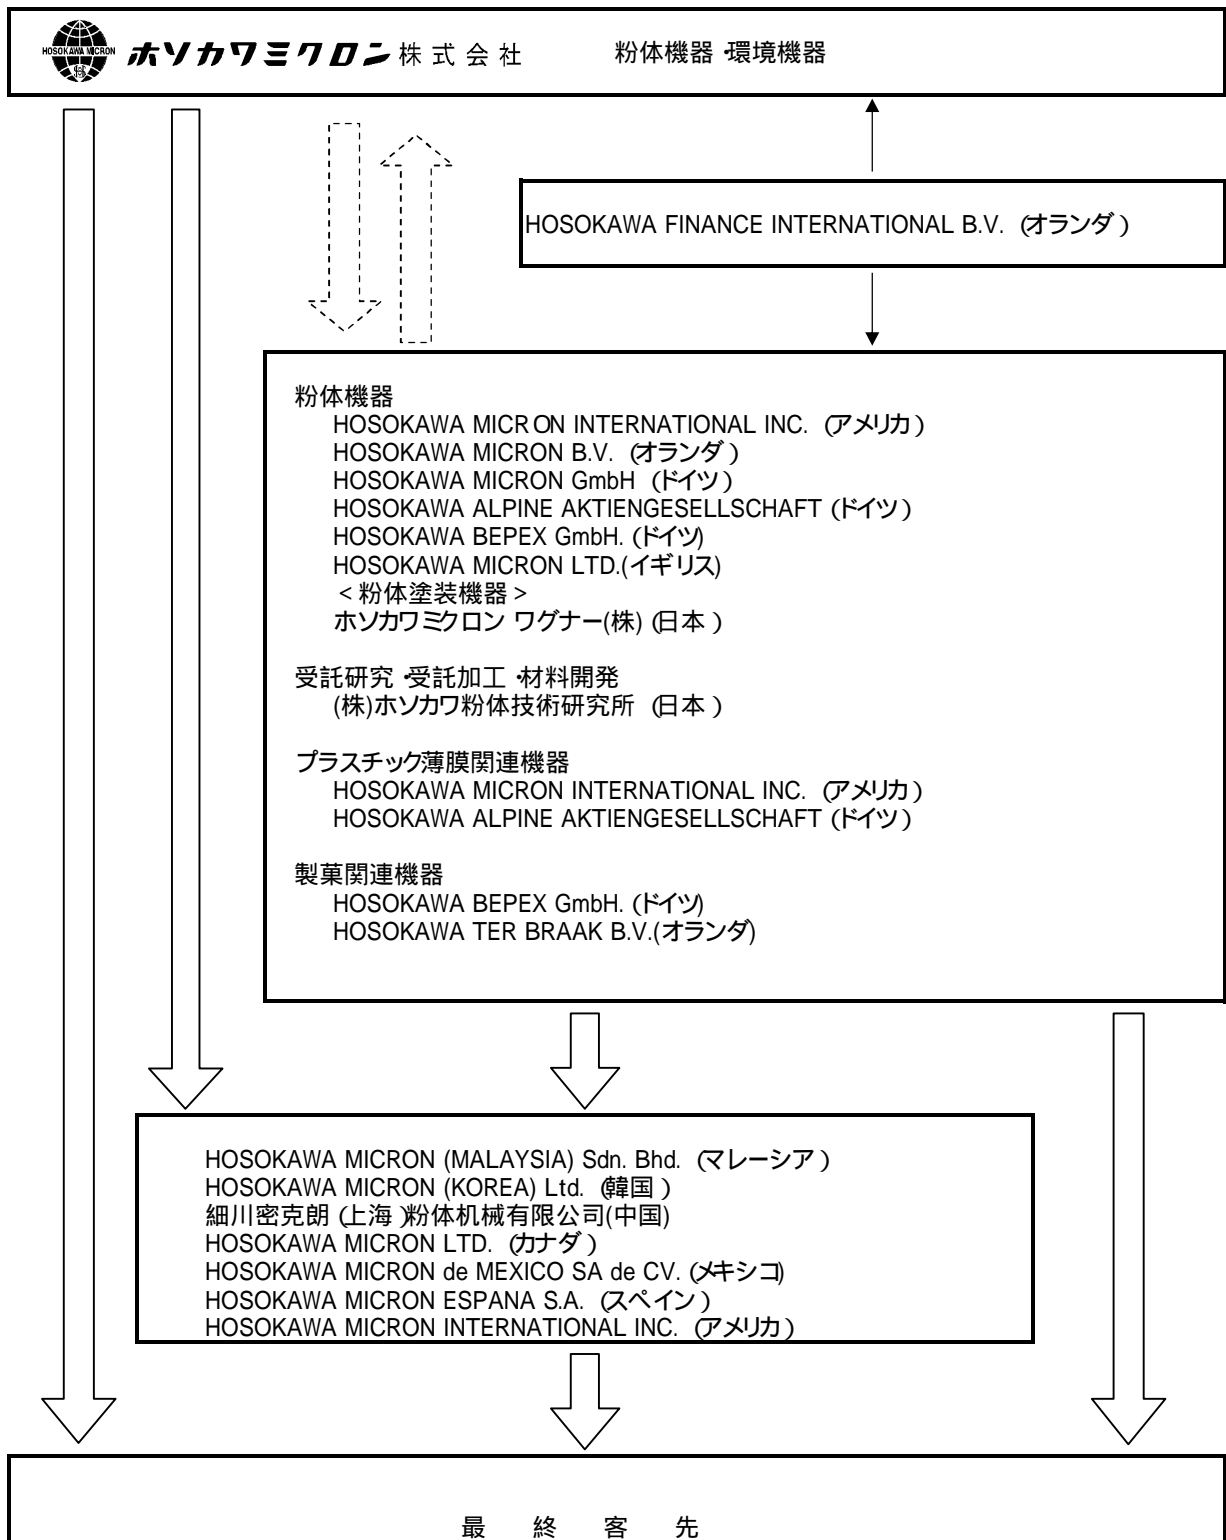 HOSOKAWA MICRON
ホソカワミクロン株式会社 粉体機器・環境機器
HOSOKAWA FINANCE INTERNATIONAL B.V. (オランダ)
粉体機器
HOSOKAWA MICRON INTERNATIONAL INC. (アメリカ)
HOSOKAWA MICRON B.V. (オランダ)
HOSOKAWA MICRON GmbH (ドイツ)
HOSOKAWA ALPINE AKTIENGESELLSCHAFT (ドイツ)
HOSOKAWA BEPEX GmbH. (ドイツ)
HOSOKAWA MICRON LTD.(イギリス)
<粉体塗装機器>
ホソカワミクロン ワグナー(株) (日本)
受託研究・受託加工・材料開発
(株)ホソカワ粉体技術研究所 (日本)
プラスチック薄膜関連機器
HOSOKAWA MICRON INTERNATIONAL INC. (アメリカ)
HOSOKAWA ALPINE AKTIENGESELLSCHAFT (ドイツ)
製菓関連機器
HOSOKAWA BEPEX GmbH. (ドイツ)
HOSOKAWA TER BRAAK B.V.(オランダ)
HOSOKAWA MICRON (MALAYSIA) Sdn. Bhd. (マレーシア)
HOSOKAWA MICRON (KOREA) Ltd. (韓国)
細川密克朗(上海)粉体机械有限公司(中国)
HOSOKAWA MICRON LTD. (カナダ)
HOSOKAWA MICRON de MEXICO SA de CV. (メキシコ)
HOSOKAWA MICRON ESPANA S.A. (スペイン)
HOSOKAWA MICRON INTERNATIONAL INC. (アメリカ)
最終客先